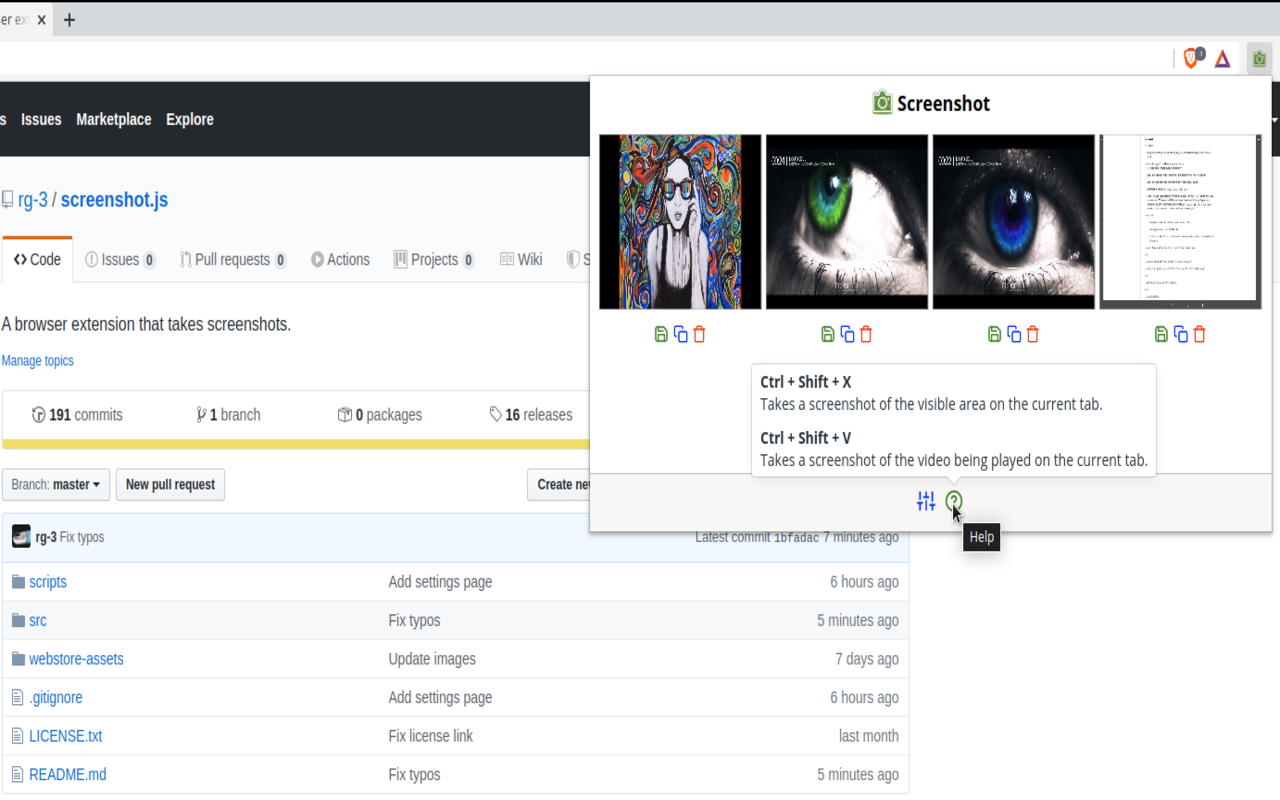 er ex
3
s Issues Marketplace Explore
Screenshot
rg-3 / screenshot.js
Code Issues 0 Pull requests 0 Actions Projects 0 Wiki S
A browser extension that takes screenshots.
Manage topics
191 commits 1 branch 0 packages 16 releases
Ctrl + Shift + X
Takes a screenshot of the visible area on the current tab.
Ctrl + Shift + V
Takes a screenshot of the video being played on the current tab.
Branch: master New pull request Create ne
Help
rg-3 Fix typos Latest commit 1bfadac 7 minutes ago
scripts Add settings page 6 hours ago
src Fix typos 5 minutes ago
webstore-assets Update images 7 days ago
.gitignore Add settings page 6 hours ago
LICENSE.txt Fix license link last month
README.md Fix typos 5 minutes ago